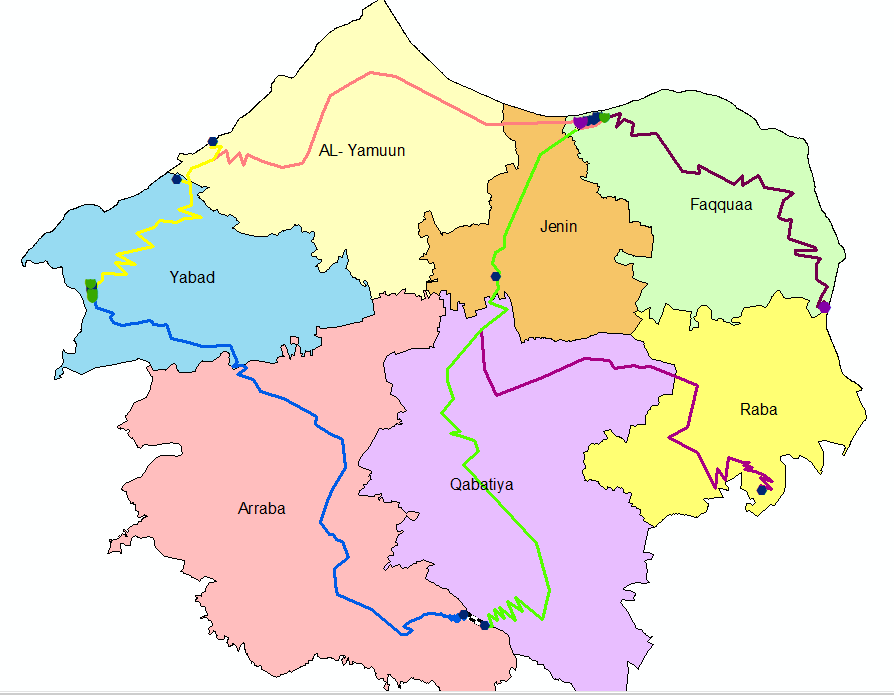 AL- Yamuun
Faqquaa
Jenin
Yabad
Raba
Qabatiya
Arraba